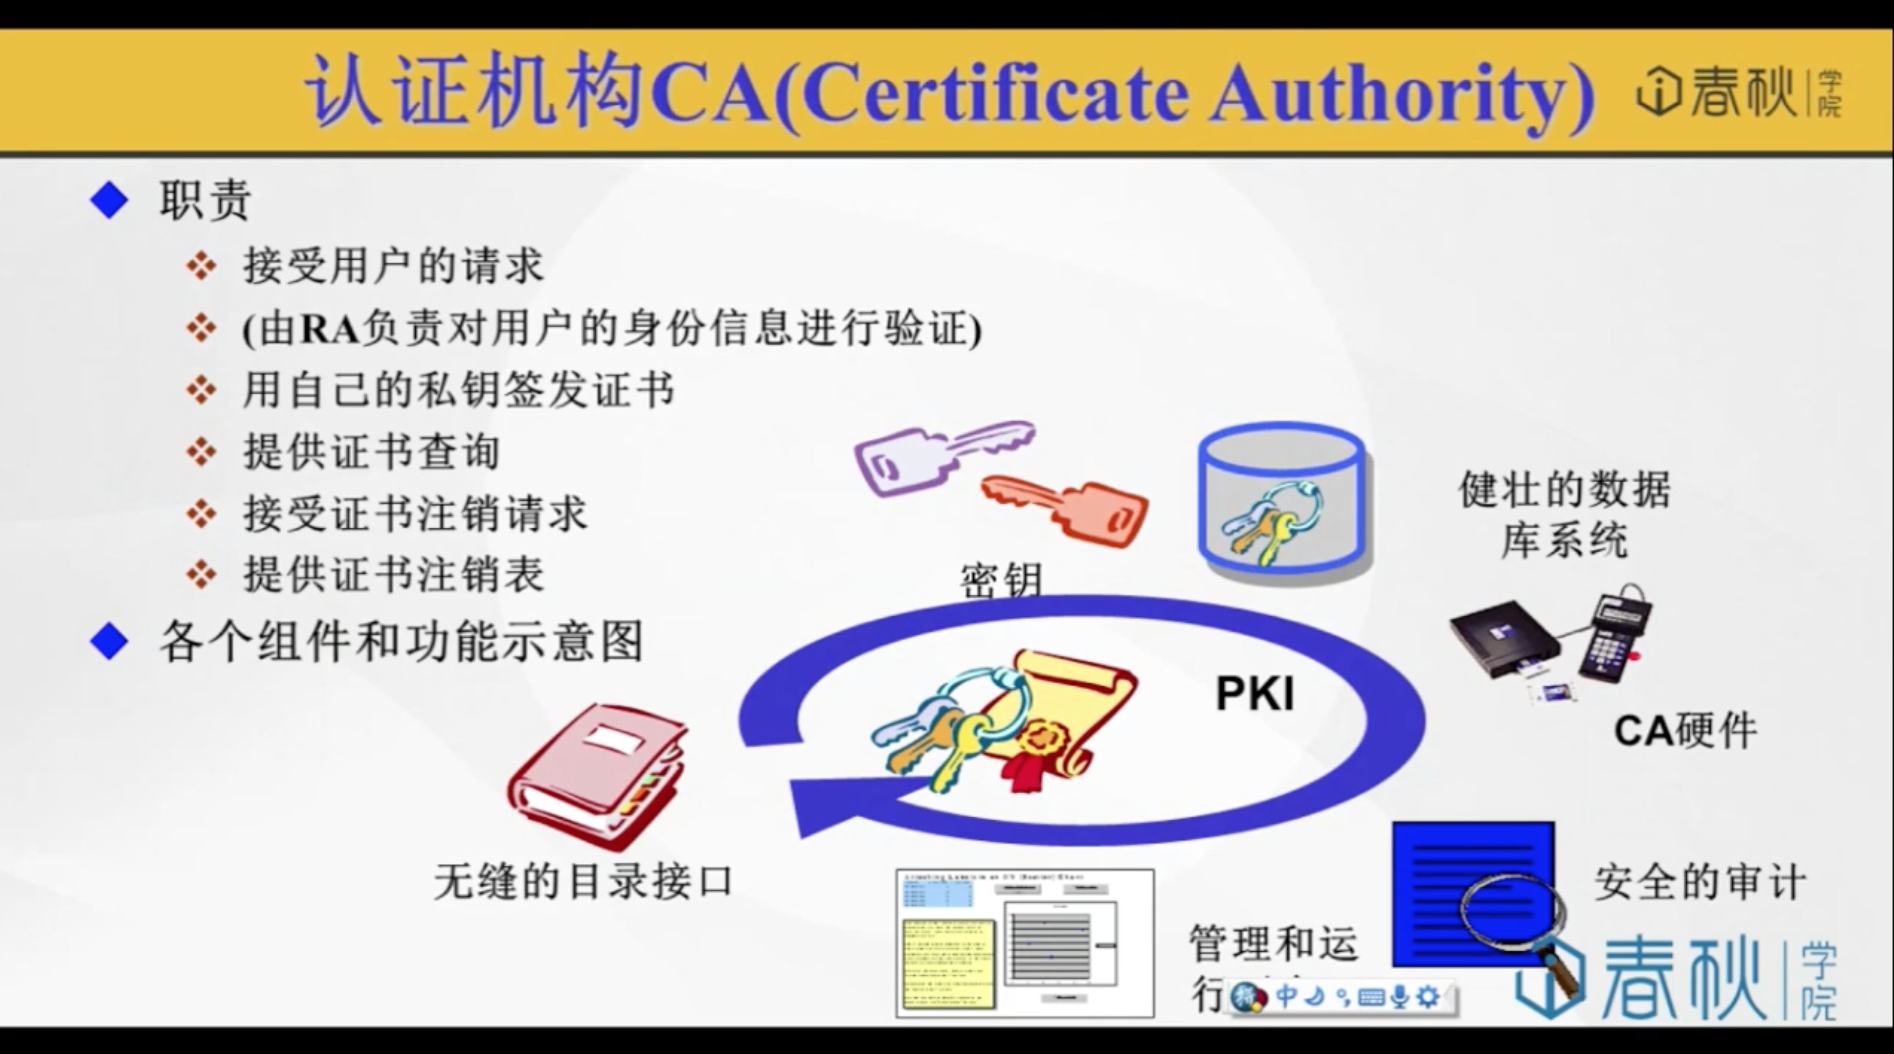 认证机构CA(Certificate Authority)
春秋学院
职责
接受用户的请求
(由RA负责对用户的身份信息进行验证)
用自己的私钥签发证书
提供证书查询
接受证书注销请求
提供证书注销表
各个组件和功能示意图
密钥
健壮的数据
库系统
PKI
CA硬件
无缝的目录接口
安全的审计
管理和运
行
中
春秋学院